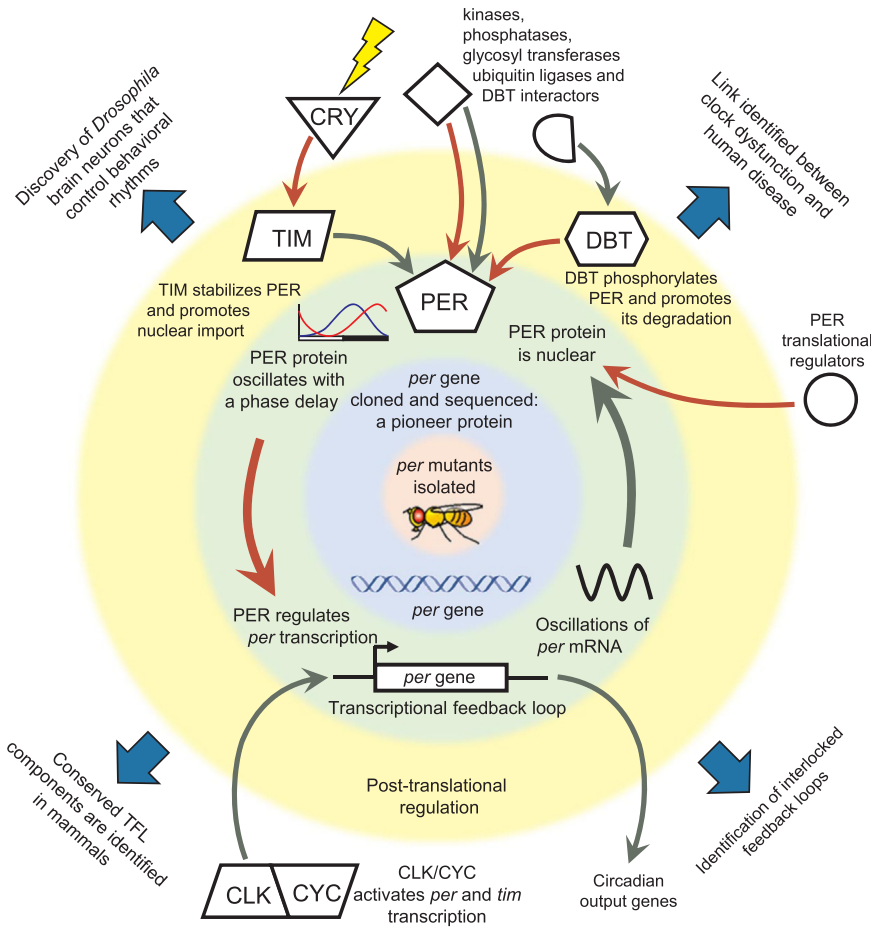 kinases,
phosphatases,
glycosyl transferases
ubiquitin ligases and
DBT interactors
CRY
Discovery of Drosophila
brain neurons that
control behavioral
rhythms
Link identified between
clock dysfunction and
human disease
TIM
DBT
PER
TIM stabilizes PER
and promotes
nuclear import
DBT phosphorylates
PER and promotes
its degradation
PER protein
is nuclear
PER
translational
regulators
PER protein
oscillates with
a phase delay
per gene
cloned and sequenced:
a pioneer protein
per mutants
isolated
per gene
PER regulates
per transcription
Oscillations of
per mRNA
per gene
Transcriptional feedback loop
Post-translational
regulation
Conserved TFL
components are identified
in mammals
Identification of interlocked
feedback loops
CLK
CYC
CLK/CYC
activates per and tim
transcription
Circadian
output genes